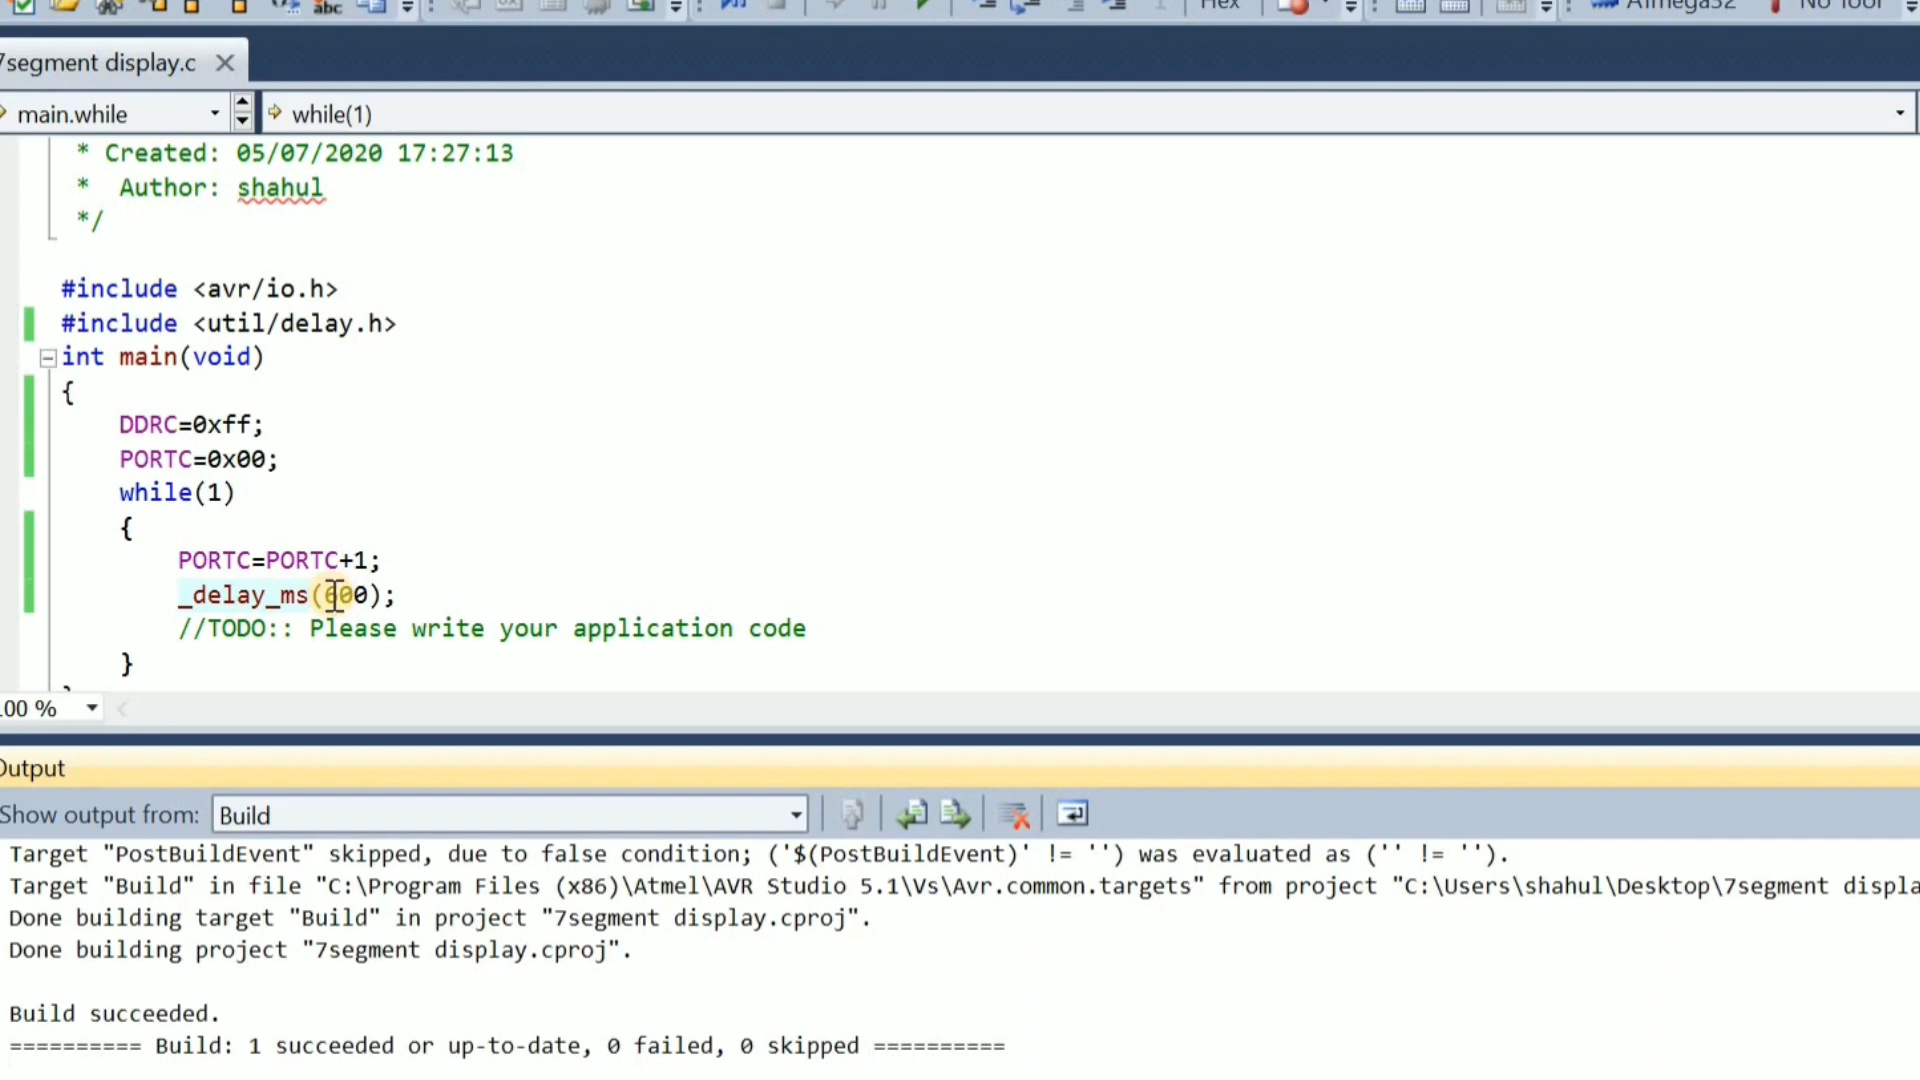 Hex
ATmega32
No Tool
7segment display.c
main.while
while(1)
* Created: 05/07/2020 17:27:13
*  Author: shahul
*/
#include <avr/io.h>
#include <util/delay.h>
int main(void)
{
DDRC=0xff;
PORTC=0x00;
while(1)
{
PORTC=PORTC+1;
_delay_ms(600);
//TODO:: Please write your application code
}
}
00 %
Output
Show output from: Build
Target "PostBuildEvent" skipped, due to false condition; ('$(PostBuildEvent)' != '') was evaluated as ('' != '').
Target "Build" in file "C:\Program Files (x86)\Atmel\AVR Studio 5.1\Vs\Avr.common.targets" from project "C:\Users\shahul\Desktop\7segment displa
Done building target "Build" in project "7segment display.cproj".
Done building project "7segment display.cproj".
Build succeeded.
========== Build: 1 succeeded or up-to-date, 0 failed, 0 skipped ==========